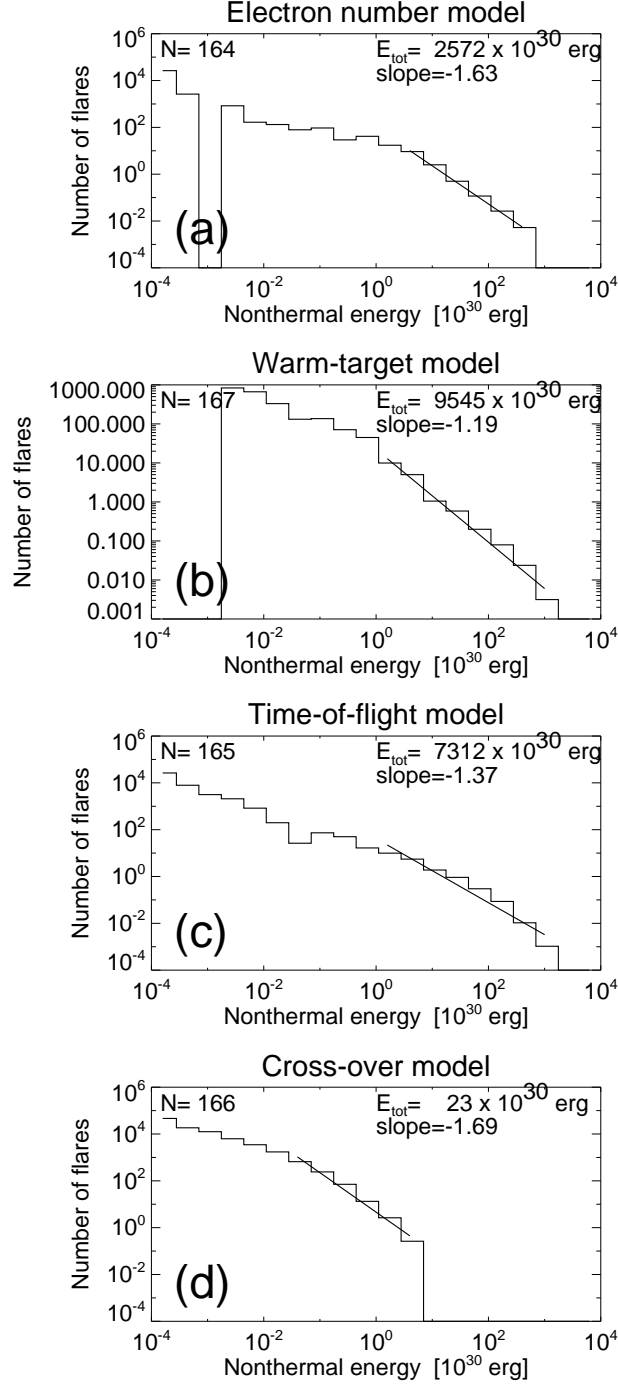 Electron number model
N= 164
E_tot= 2572 x 10^30 erg
slope=-1.63
10^6
10^4
10^2
10^0
10^-2
10^-4
Number of flares
(a)
10^-4 10^-2 10^0 10^2 10^4
Nonthermal energy [10^30 erg]
Warm-target model
N= 167
E_tot= 9545 x 10^30 erg
slope=-1.19
1000.000
100.000
10.000
1.000
0.100
0.010
0.001
Number of flares
(b)
10^-4 10^-2 10^0 10^2 10^4
Nonthermal energy [10^30 erg]
Time-of-flight model
N= 165
E_tot= 7312 x 10^30 erg
slope=-1.37
10^6
10^4
10^2
10^0
10^-2
10^-4
Number of flares
(c)
10^-4 10^-2 10^0 10^2 10^4
Nonthermal energy [10^30 erg]
Cross-over model
N= 166
E_tot= 23 x 10^30 erg
slope=-1.69
10^6
10^4
10^2
10^0
10^-2
10^-4
Number of flares
(d)
10^-4 10^-2 10^0 10^2 10^4
Nonthermal energy [10^30 erg]